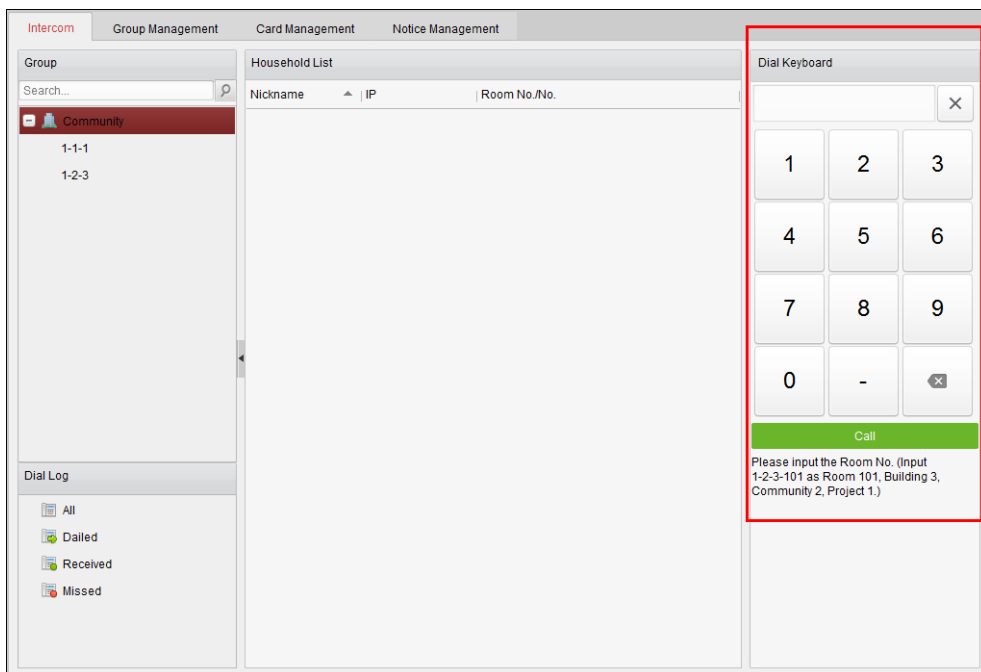 Intercom Group Management Card Management Notice Management
Group
Search...
Community
1-1-1
1-2-3
Dial Log
All
Dailed
Received
Missed
Household List
Nickname IP Room No./No.
Dial Keyboard
1 2 3
4 5 6
7 8 9
0 -
Call
Please input the Room No. (Input
1-2-3-101 as Room 101, Building 3,
Community 2, Project 1.)